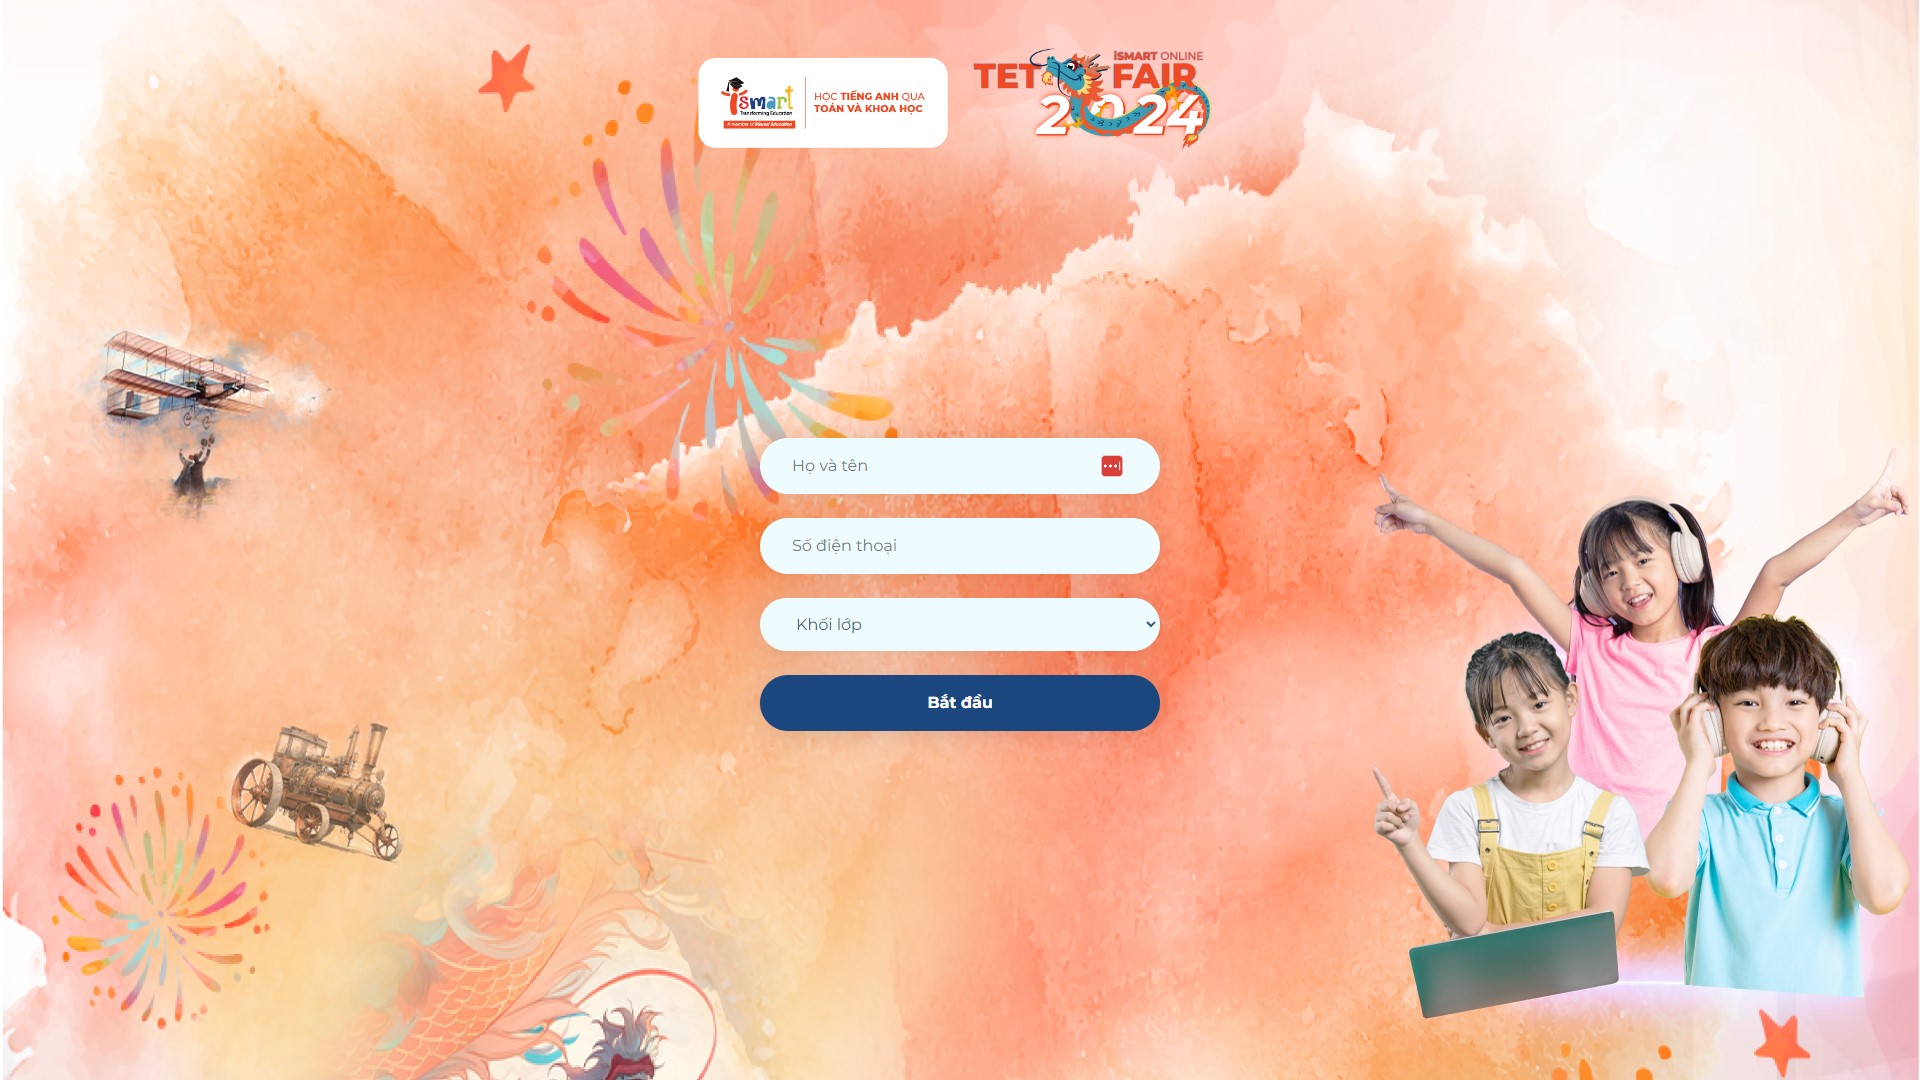 ismart
Transforming Education
A member of EQuest Education
HỌC TIẾNG ANH QUA
TOÁN VÀ KHOA HỌC
iSMART ONLINE
TET FAIR
2024
Họ và tên
Số điện thoại
Khối lớp
Bắt đầu